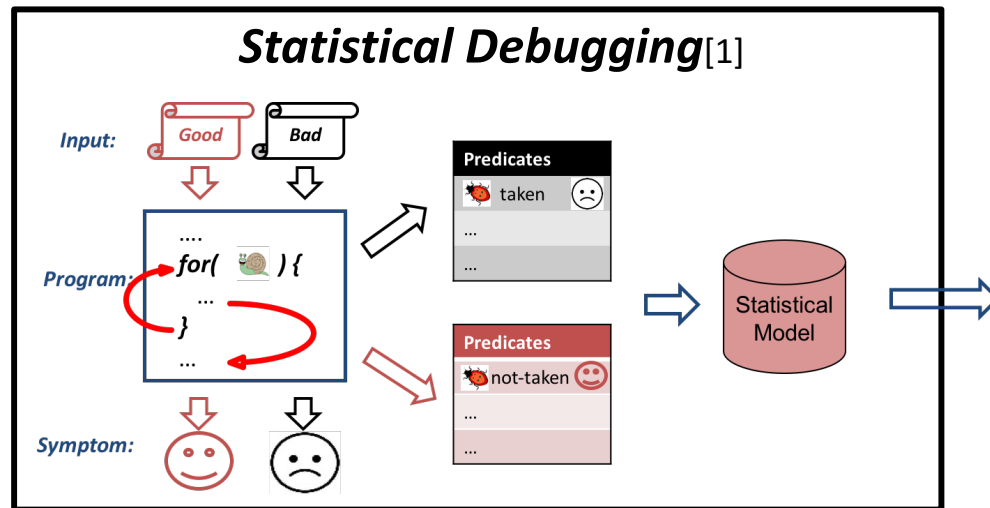 Statistical Debugging[1]
Input:
Good
Bad
Program:
....
for( ) {
...
}
...
Symptom:
Predicates
taken
...
...
Predicates
not-taken
...
...
Statistical
Model